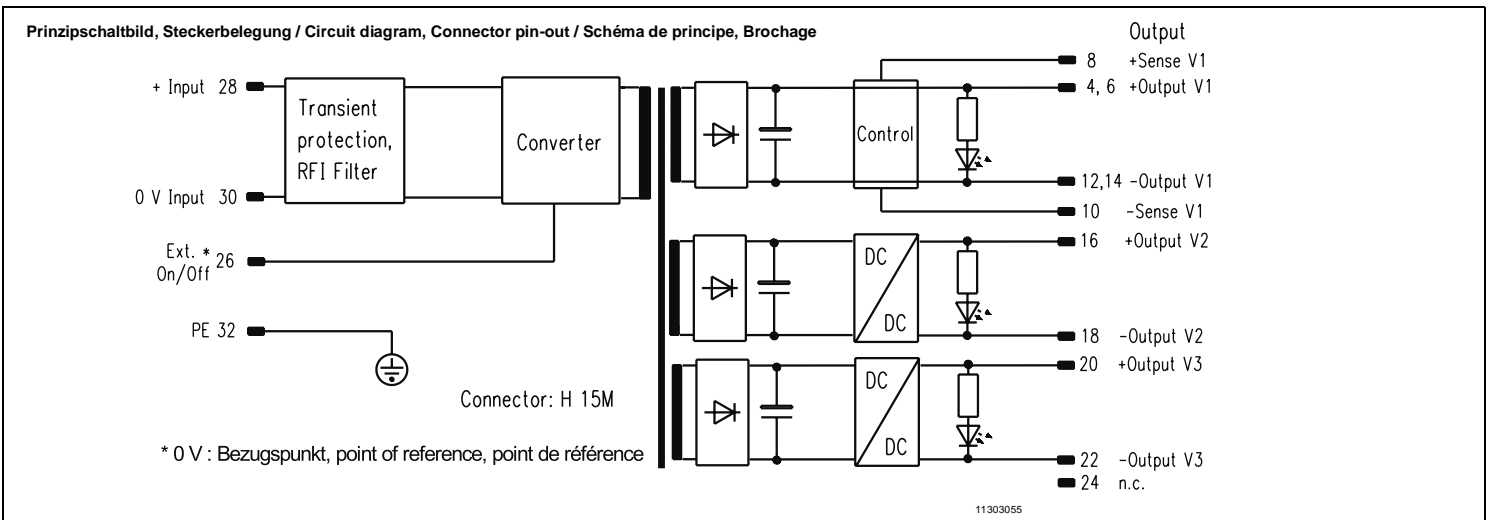 Prinzipschaltbild, Steckerbelegung / Circuit diagram, Connector pin-out / Schéma de principe, Brochage
Output
8 +Sense V1
+ Input 28
4, 6 +Output V1
Transient
protection,
RFI Filter
Converter
Control
0 V Input 30
12,14 -Output V1
10 -Sense V1
Ext. *
On/Off 26
16 +Output V2
DC
DC
PE 32
18 -Output V2
20 +Output V3
DC
DC
Connector: H 15M
* 0 V : Bezugspunkt, point of reference, point de référence
22 -Output V3
24 n.c.
11303055